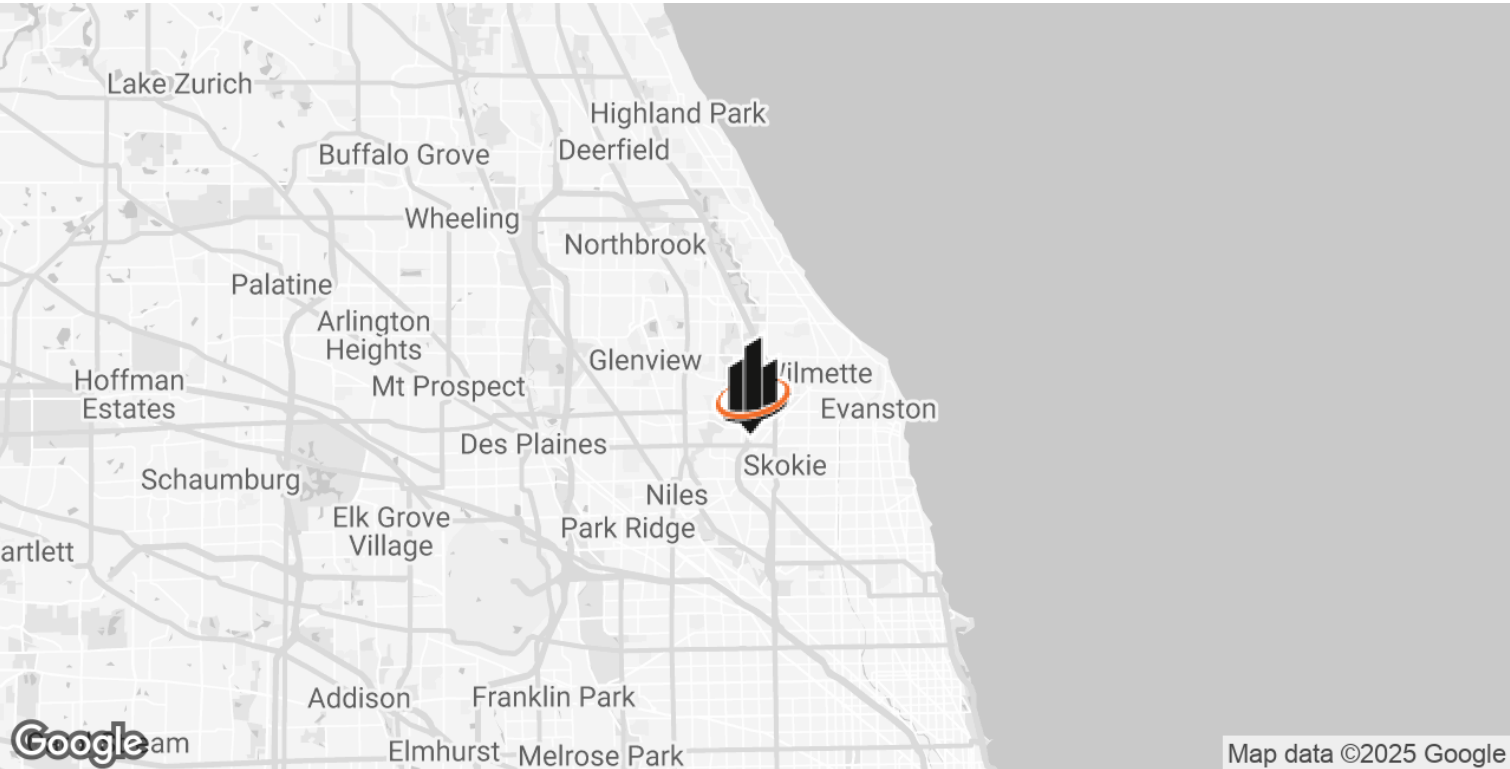 Lake Zurich
Highland Park
Deerfield
Buffalo Grove
Wheeling
Northbrook
Palatine
Arlington
Heights
Glenview
ilmette
Hoffman
Estates
Mt Prospect
Evanston
Des Plaines
Skokie
Schaumburg
Niles
Elk Grove
Village
Park Ridge
artlett
Addison
Franklin Park
Google
eam
Elmhurst
Melrose Park
Map data ©2025 Google